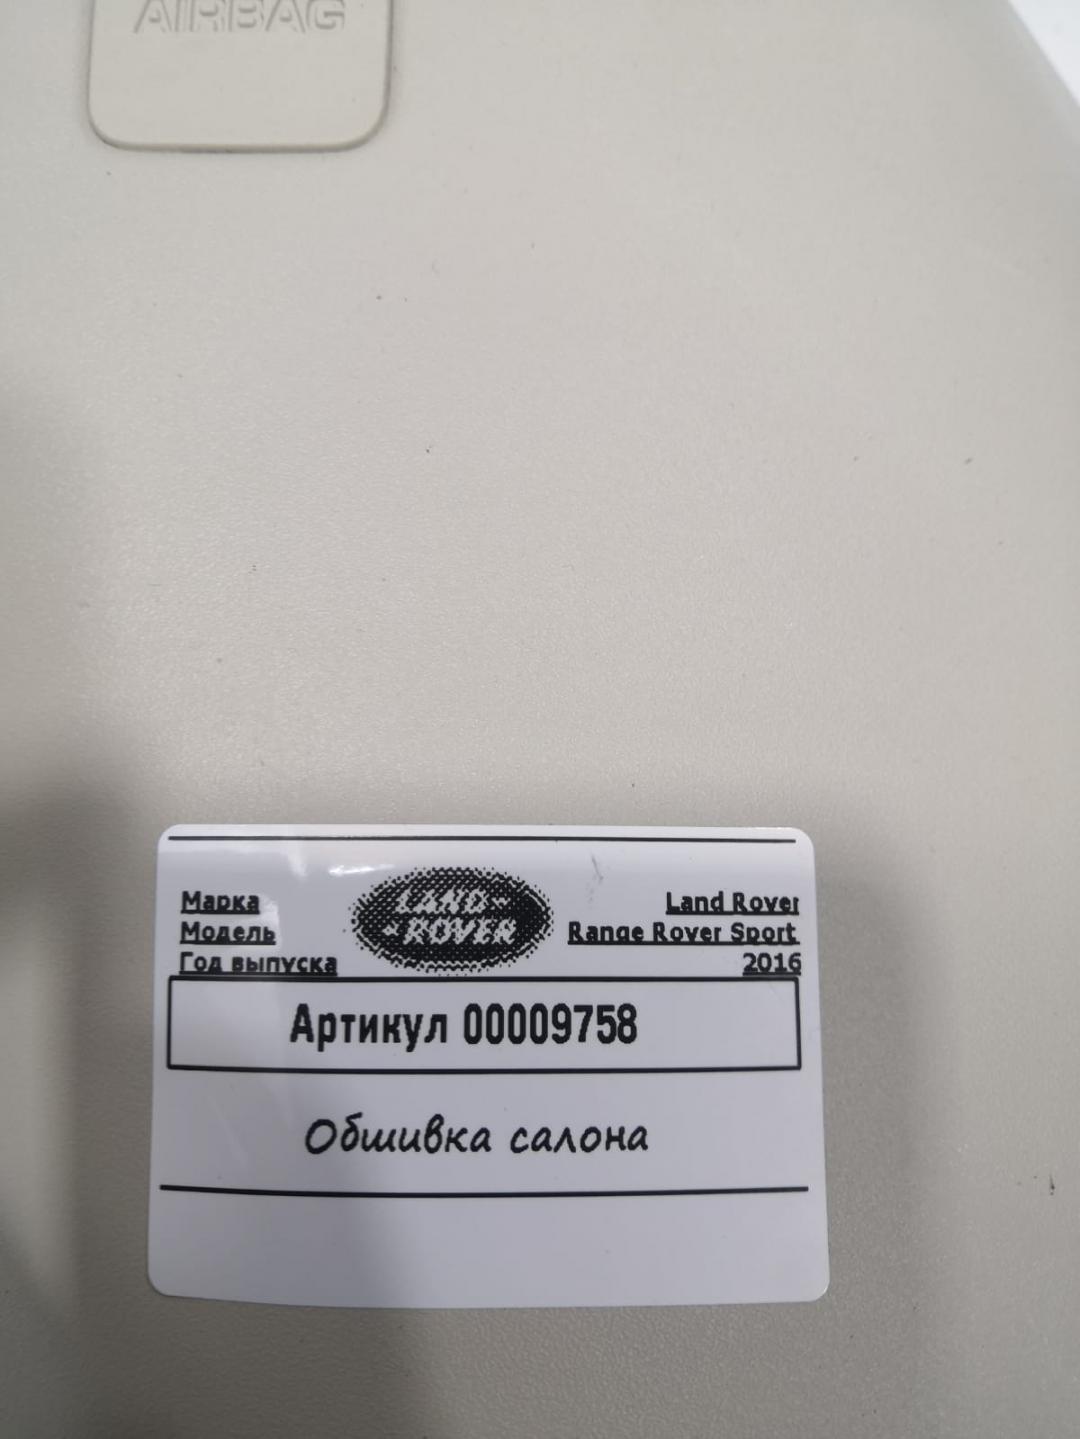 AIRBAG
Марка Land Rover
Модель Range Rover Sport
Год выпуска 2016
LAND-
-ROVER
Артикул 00009758
Обшивка салона